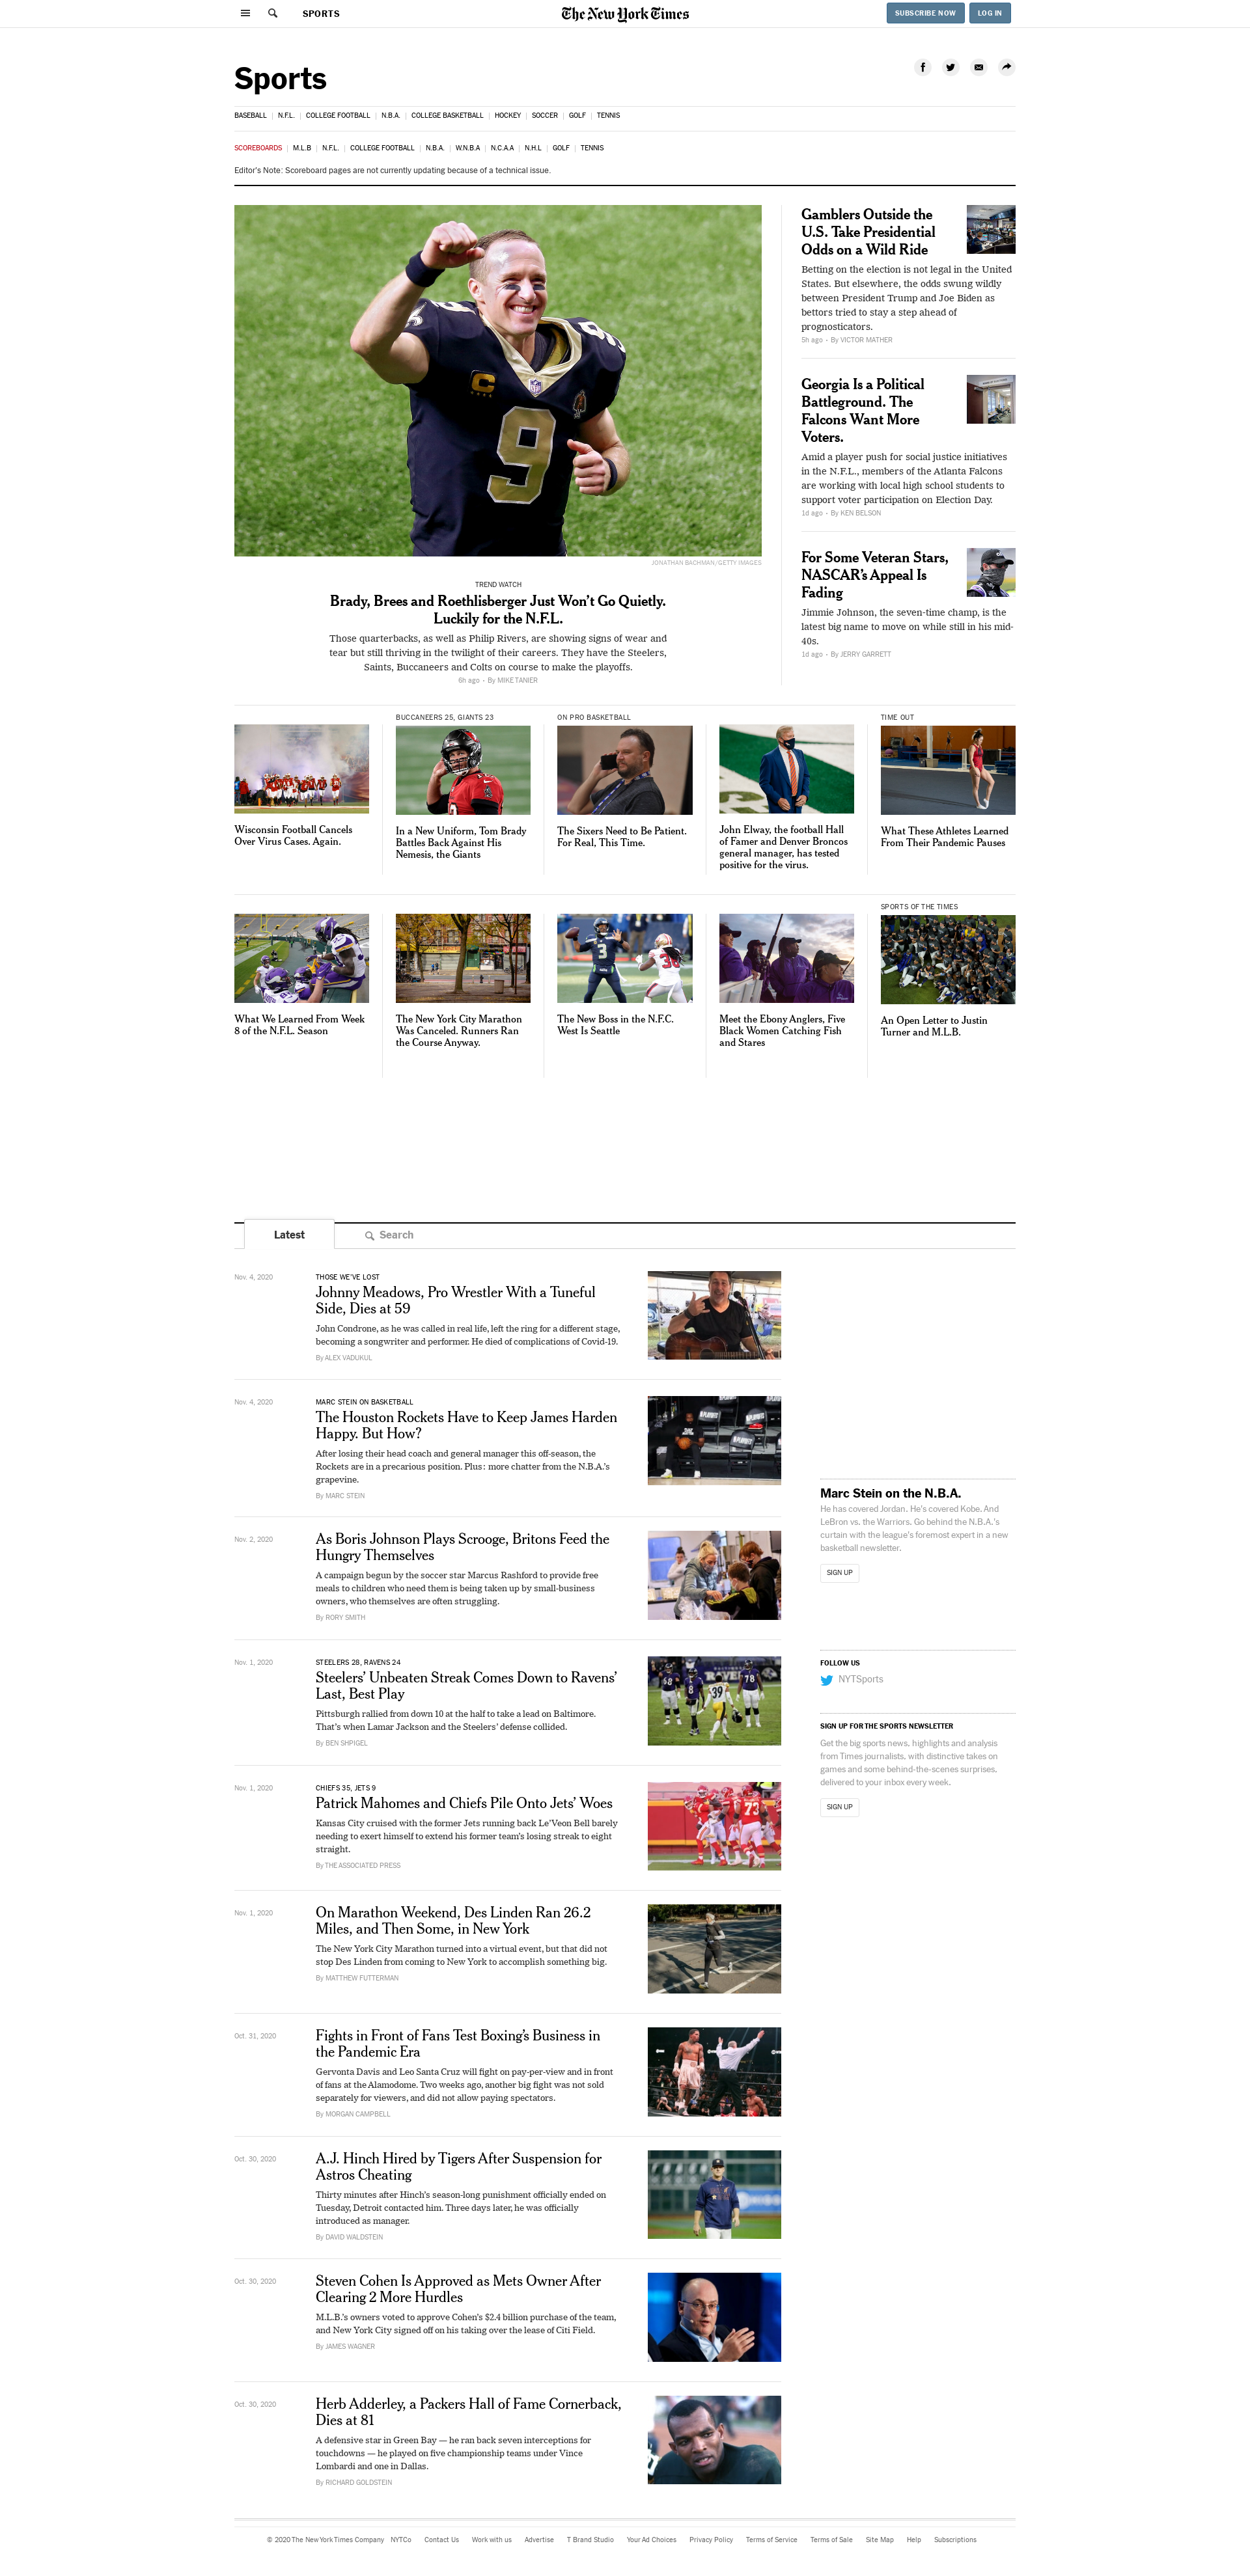 SPORTS
The New York Times
SUBSCRIBE NOW
LOG IN
Sports
BASEBALL
N.F.L.
COLLEGE FOOTBALL
N.B.A.
COLLEGE BASKETBALL
HOCKEY
SOCCER
GOLF
TENNIS
SCOREBOARDS
M.L.B
N.F.L.
COLLEGE FOOTBALL
N.B.A.
W.N.B.A
N.C.A.A
N.H.L
GOLF
TENNIS
Editor's Note: Scoreboard pages are not currently updating because of a technical issue.
JONATHAN BACHMAN/GETTY IMAGES
TREND WATCH
Brady, Brees and Roethlisberger Just Won’t Go Quietly.
Luckily for the N.F.L.
Those quarterbacks, as well as Philip Rivers, are showing signs of wear and
tear but still thriving in the twilight of their careers. They have the Steelers,
Saints, Buccaneers and Colts on course to make the playoffs.
6h ago • By MIKE TANIER
Gamblers Outside the
U.S. Take Presidential
Odds on a Wild Ride
Betting on the election is not legal in the United
States. But elsewhere, the odds swung wildly
between President Trump and Joe Biden as
bettors tried to stay a step ahead of
prognosticators.
5h ago • By VICTOR MATHER
Georgia Is a Political
Battleground. The
Falcons Want More
Voters.
Amid a player push for social justice initiatives
in the N.F.L., members of the Atlanta Falcons
are working with local high school students to
support voter participation on Election Day.
1d ago • By KEN BELSON
For Some Veteran Stars,
NASCAR’s Appeal Is
Fading
Jimmie Johnson, the seven-time champ, is the
latest big name to move on while still in his mid-
40s.
1d ago • By JERRY GARRETT
Wisconsin Football Cancels
Over Virus Cases. Again.
BUCCANEERS 25, GIANTS 23
In a New Uniform, Tom Brady
Battles Back Against His
Nemesis, the Giants
ON PRO BASKETBALL
The Sixers Need to Be Patient.
For Real, This Time.
John Elway, the football Hall
of Famer and Denver Broncos
general manager, has tested
positive for the virus.
TIME OUT
What These Athletes Learned
From Their Pandemic Pauses
What We Learned From Week
8 of the N.F.L. Season
The New York City Marathon
Was Canceled. Runners Ran
the Course Anyway.
The New Boss in the N.F.C.
West Is Seattle
Meet the Ebony Anglers, Five
Black Women Catching Fish
and Stares
SPORTS OF THE TIMES
An Open Letter to Justin
Turner and M.L.B.
Latest
Search
Nov. 4, 2020
THOSE WE’VE LOST
Johnny Meadows, Pro Wrestler With a Tuneful
Side, Dies at 59
John Condrone, as he was called in real life, left the ring for a different stage,
becoming a songwriter and performer. He died of complications of Covid-19.
By ALEX VADUKUL
Nov. 4, 2020
MARC STEIN ON BASKETBALL
The Houston Rockets Have to Keep James Harden
Happy. But How?
After losing their head coach and general manager this off-season, the
Rockets are in a precarious position. Plus: more chatter from the N.B.A.’s
grapevine.
By MARC STEIN
Nov. 2, 2020
As Boris Johnson Plays Scrooge, Britons Feed the
Hungry Themselves
A campaign begun by the soccer star Marcus Rashford to provide free
meals to children who need them is being taken up by small-business
owners, who themselves are often struggling.
By RORY SMITH
Nov. 1, 2020
STEELERS 28, RAVENS 24
Steelers’ Unbeaten Streak Comes Down to Ravens’
Last, Best Play
Pittsburgh rallied from down 10 at the half to take a lead on Baltimore.
That’s when Lamar Jackson and the Steelers’ defense collided.
By BEN SHPIGEL
Nov. 1, 2020
CHIEFS 35, JETS 9
Patrick Mahomes and Chiefs Pile Onto Jets’ Woes
Kansas City cruised with the former Jets running back Le’Veon Bell barely
needing to exert himself to extend his former team’s losing streak to eight
straight.
By THE ASSOCIATED PRESS
Nov. 1, 2020
On Marathon Weekend, Des Linden Ran 26.2
Miles, and Then Some, in New York
The New York City Marathon turned into a virtual event, but that did not
stop Des Linden from coming to New York to accomplish something big.
By MATTHEW FUTTERMAN
Oct. 31, 2020
Fights in Front of Fans Test Boxing’s Business in
the Pandemic Era
Gervonta Davis and Leo Santa Cruz will fight on pay-per-view and in front
of fans at the Alamodome. Two weeks ago, another big fight was not sold
separately for viewers, and did not allow paying spectators.
By MORGAN CAMPBELL
Oct. 30, 2020
A.J. Hinch Hired by Tigers After Suspension for
Astros Cheating
Thirty minutes after Hinch’s season-long punishment officially ended on
Tuesday, Detroit contacted him. Three days later, he was officially
introduced as manager.
By DAVID WALDSTEIN
Oct. 30, 2020
Steven Cohen Is Approved as Mets Owner After
Clearing 2 More Hurdles
M.L.B.’s owners voted to approve Cohen’s $2.4 billion purchase of the team,
and New York City signed off on his taking over the lease of Citi Field.
By JAMES WAGNER
Oct. 30, 2020
Herb Adderley, a Packers Hall of Fame Cornerback,
Dies at 81
A defensive star in Green Bay — he ran back seven interceptions for
touchdowns — he played on five championship teams under Vince
Lombardi and one in Dallas.
By RICHARD GOLDSTEIN
Marc Stein on the N.B.A.
He has covered Jordan. He's covered Kobe. And
LeBron vs. the Warriors. Go behind the N.B.A.'s
curtain with the league's foremost expert in a new
basketball newsletter.
SIGN UP
FOLLOW US
NYTSports
SIGN UP FOR THE SPORTS NEWSLETTER
Get the big sports news, highlights and analysis
from Times journalists, with distinctive takes on
games and some behind-the-scenes surprises,
delivered to your inbox every week.
SIGN UP
© 2020 The New York Times Company
NYTCo
Contact Us
Work with us
Advertise
T Brand Studio
Your Ad Choices
Privacy Policy
Terms of Service
Terms of Sale
Site Map
Help
Subscriptions